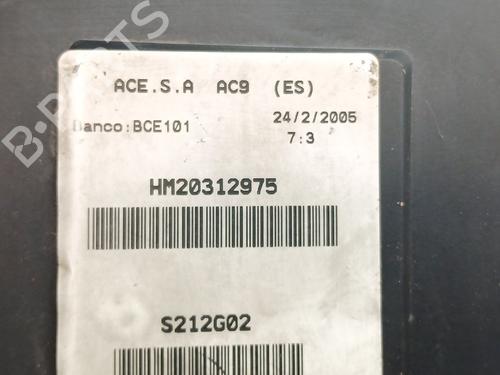 ACE.S.A AC9 (ES)
Banco:BCE101 24/2/2005
7:3
HM20312975
S212G02
B-PARTS